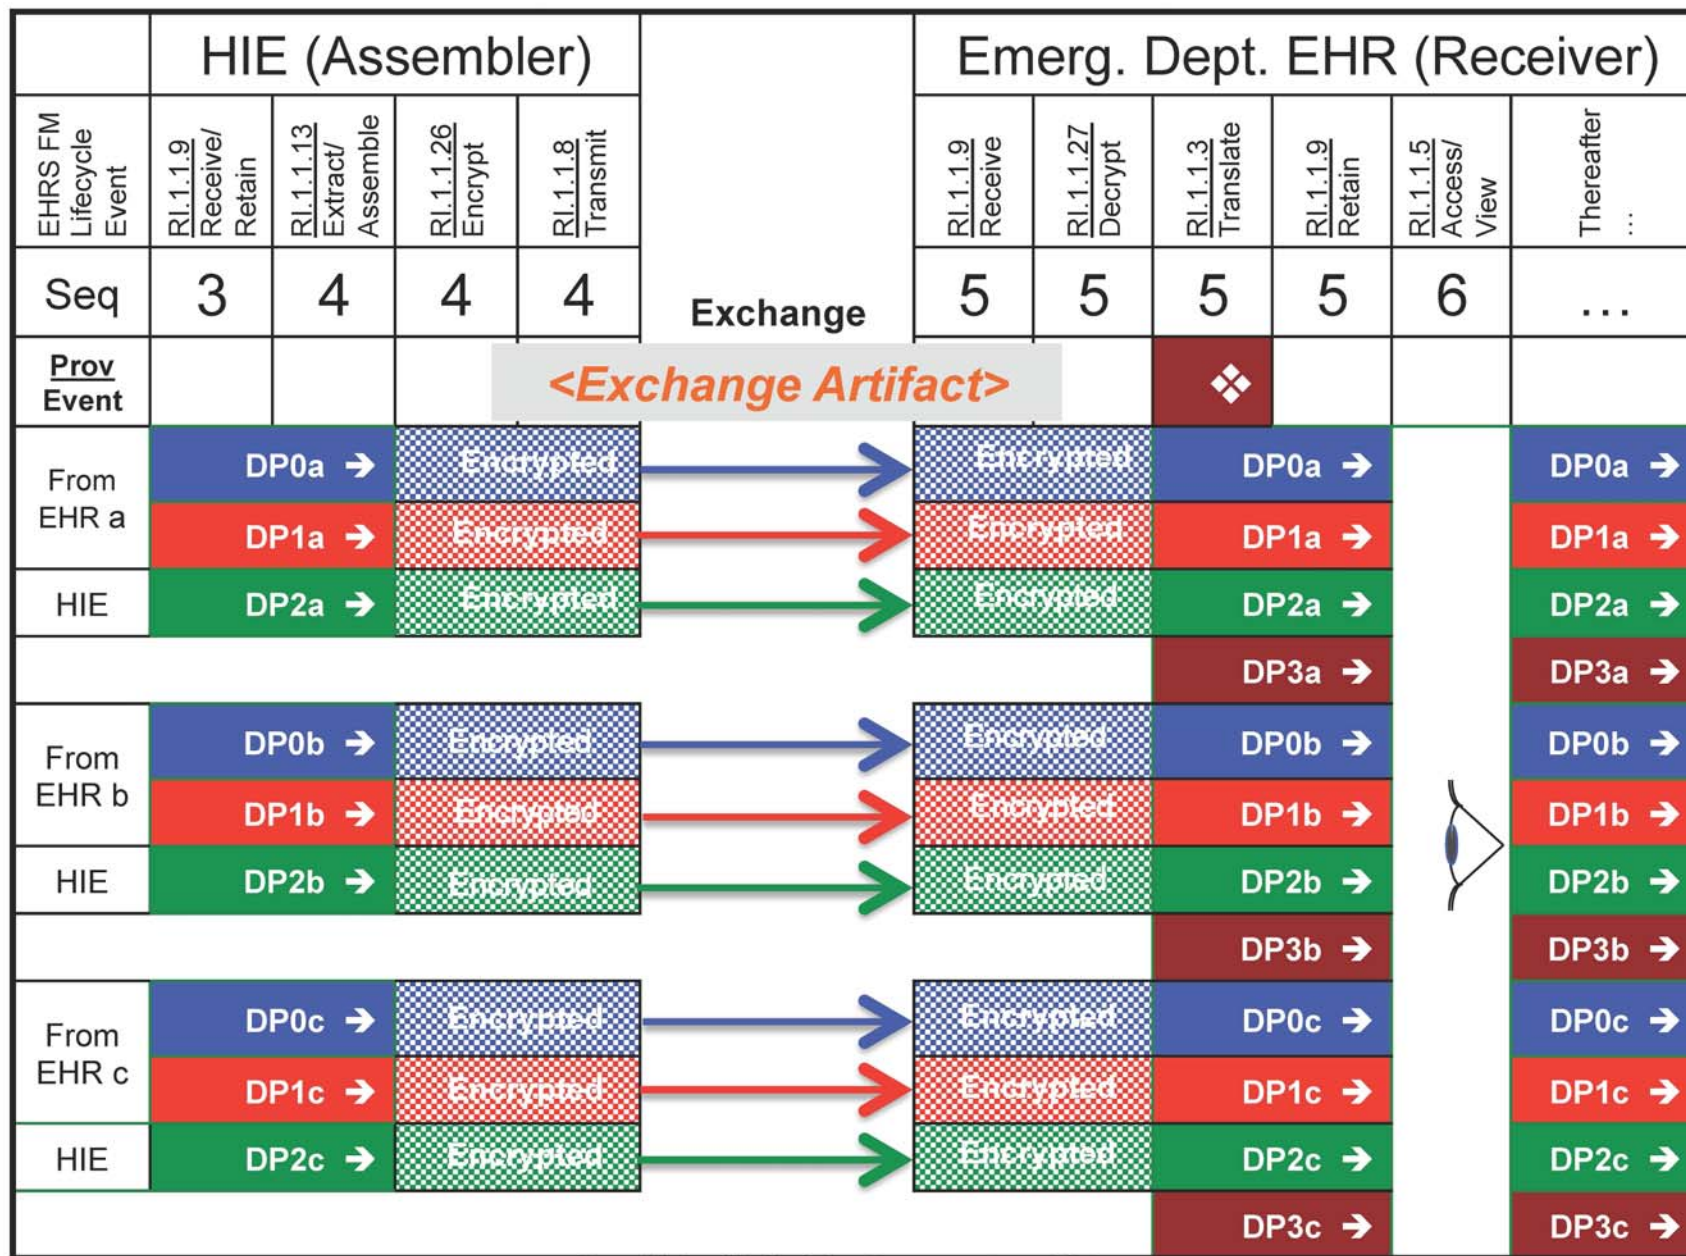 HIE (Assembler)
Emerg. Dept. EHR (Receiver)
EHRS FM
Lifecycle
Event
RI.1.1.9
Receive/
Retain
RI.1.1.13
Extract/
Assemble
RI.1.1.26
Encrypt
RI.1.1.8
Transmit
RI.1.1.9
Receive
RI.1.1.27
Decrypt
RI.1.1.3
Translate
RI.1.1.9
Retain
RI.1.1.5
Access/
View
Thereafter
...
Seq 3 4 4 4 Exchange 5 5 5 5 6 ...
Prov
Event
<Exchange Artifact>
❖
From
EHR a
DP0a → Encrypted Encrypted DP0a → DP0a →
DP1a → Encrypted Encrypted DP1a → DP1a →
HIE DP2a → Encrypted Encrypted DP2a → DP2a →
DP3a → DP3a →
From
EHR b
DP0b → Encrypted Encrypted DP0b → DP0b →
DP1b → Encrypted Encrypted DP1b → DP1b →
HIE DP2b → Encrypted Encrypted DP2b → DP2b →
DP3b → DP3b →
From
EHR c
DP0c → Encrypted Encrypted DP0c → DP0c →
DP1c → Encrypted Encrypted DP1c → DP1c →
HIE DP2c → Encrypted Encrypted DP2c → DP2c →
DP3c → DP3c →